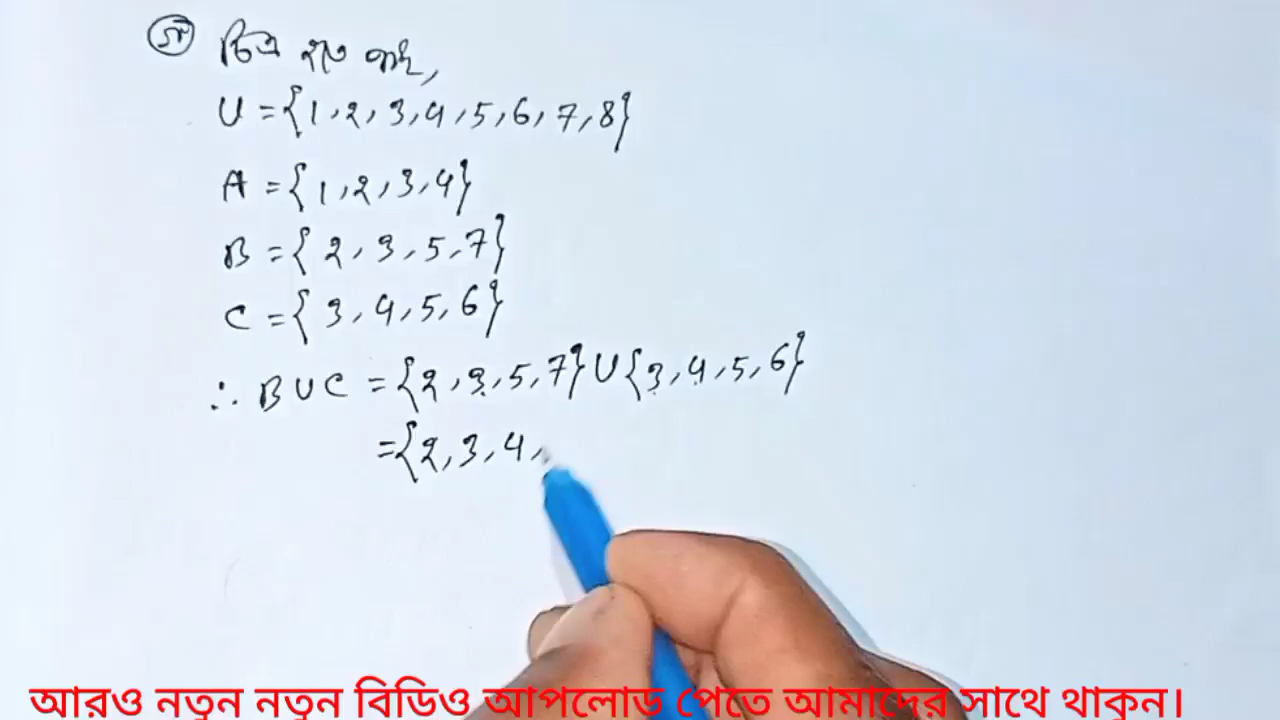 গ চিত্র হতে পাই,
U = {1, 2, 3, 4, 5, 6, 7, 8}
A = {1, 2, 3, 4}
B = {2, 3, 5, 7}
C = {3, 4, 5, 6}
∴ B U C = {2, 3, 5, 7} U {3, 4, 5, 6}
= {2, 3, 4,
আরও নতুন নতুন বিডিও আপলোড পেতে আমাদের সাথে থাকুন।